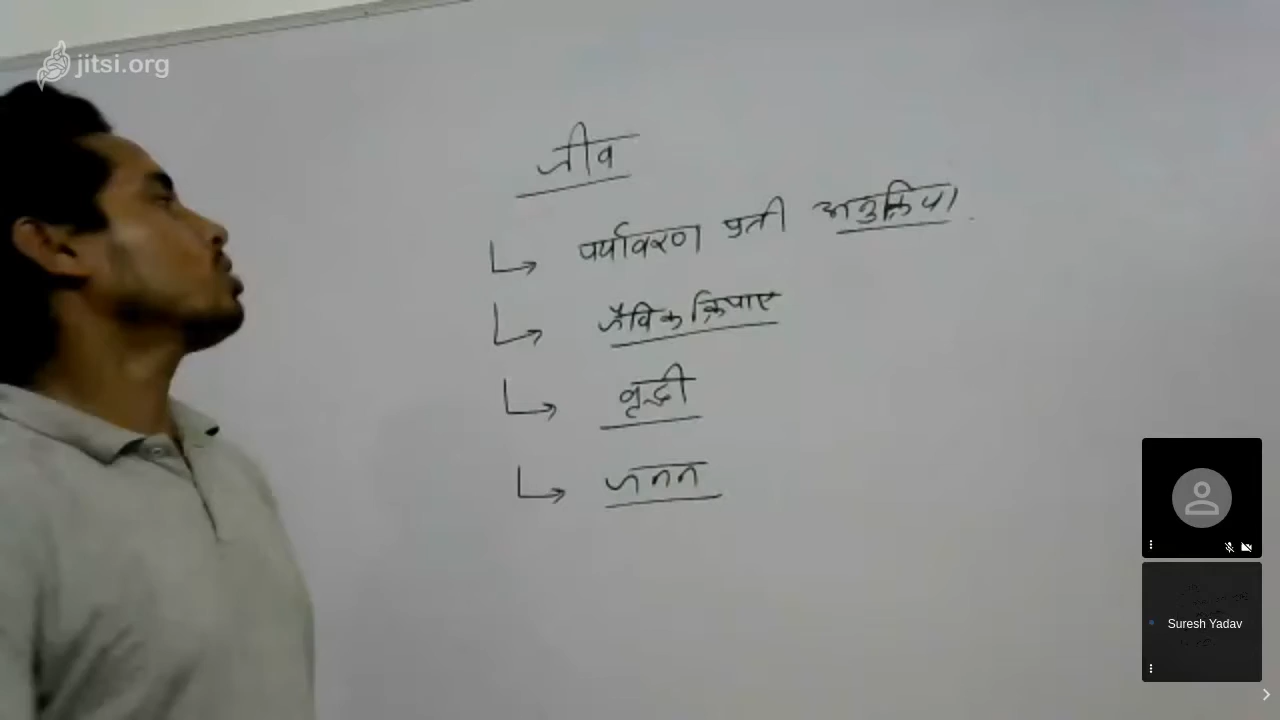 jitsi.org
जीव
पर्यावरण प्रती अनुक्रिया
जैविक क्रियाए
वृद्धी
जनन
Suresh Yadav